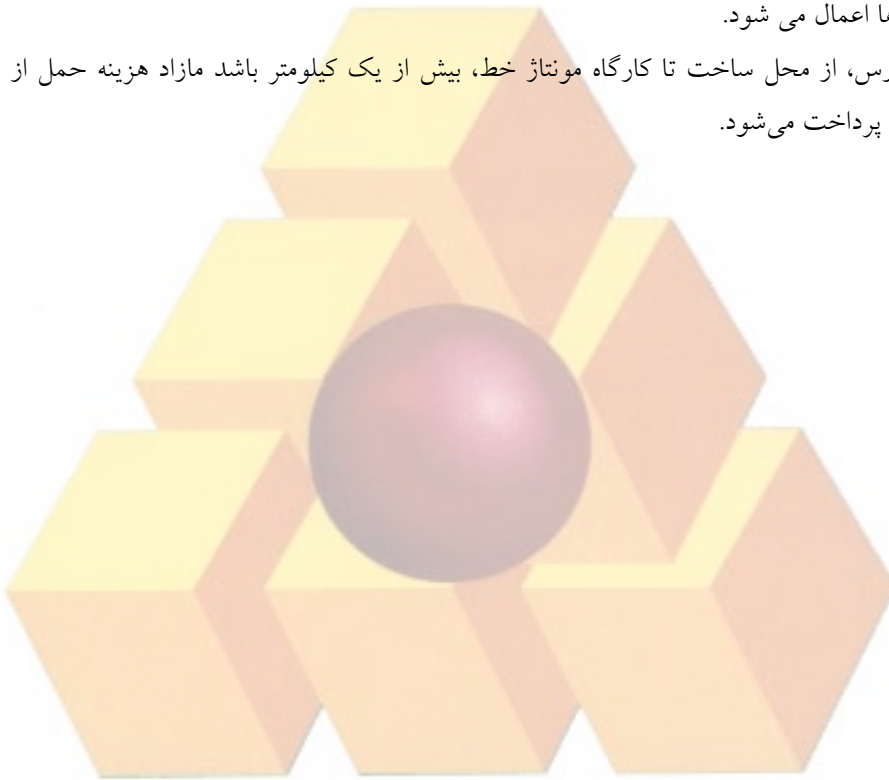 اعمال می شود.
از محل ساخت تا کارگاه مونتاژ خط، بیش از یک کیلومتر باشد مازاد هزینه حمل از
پرداخت می‌شود.